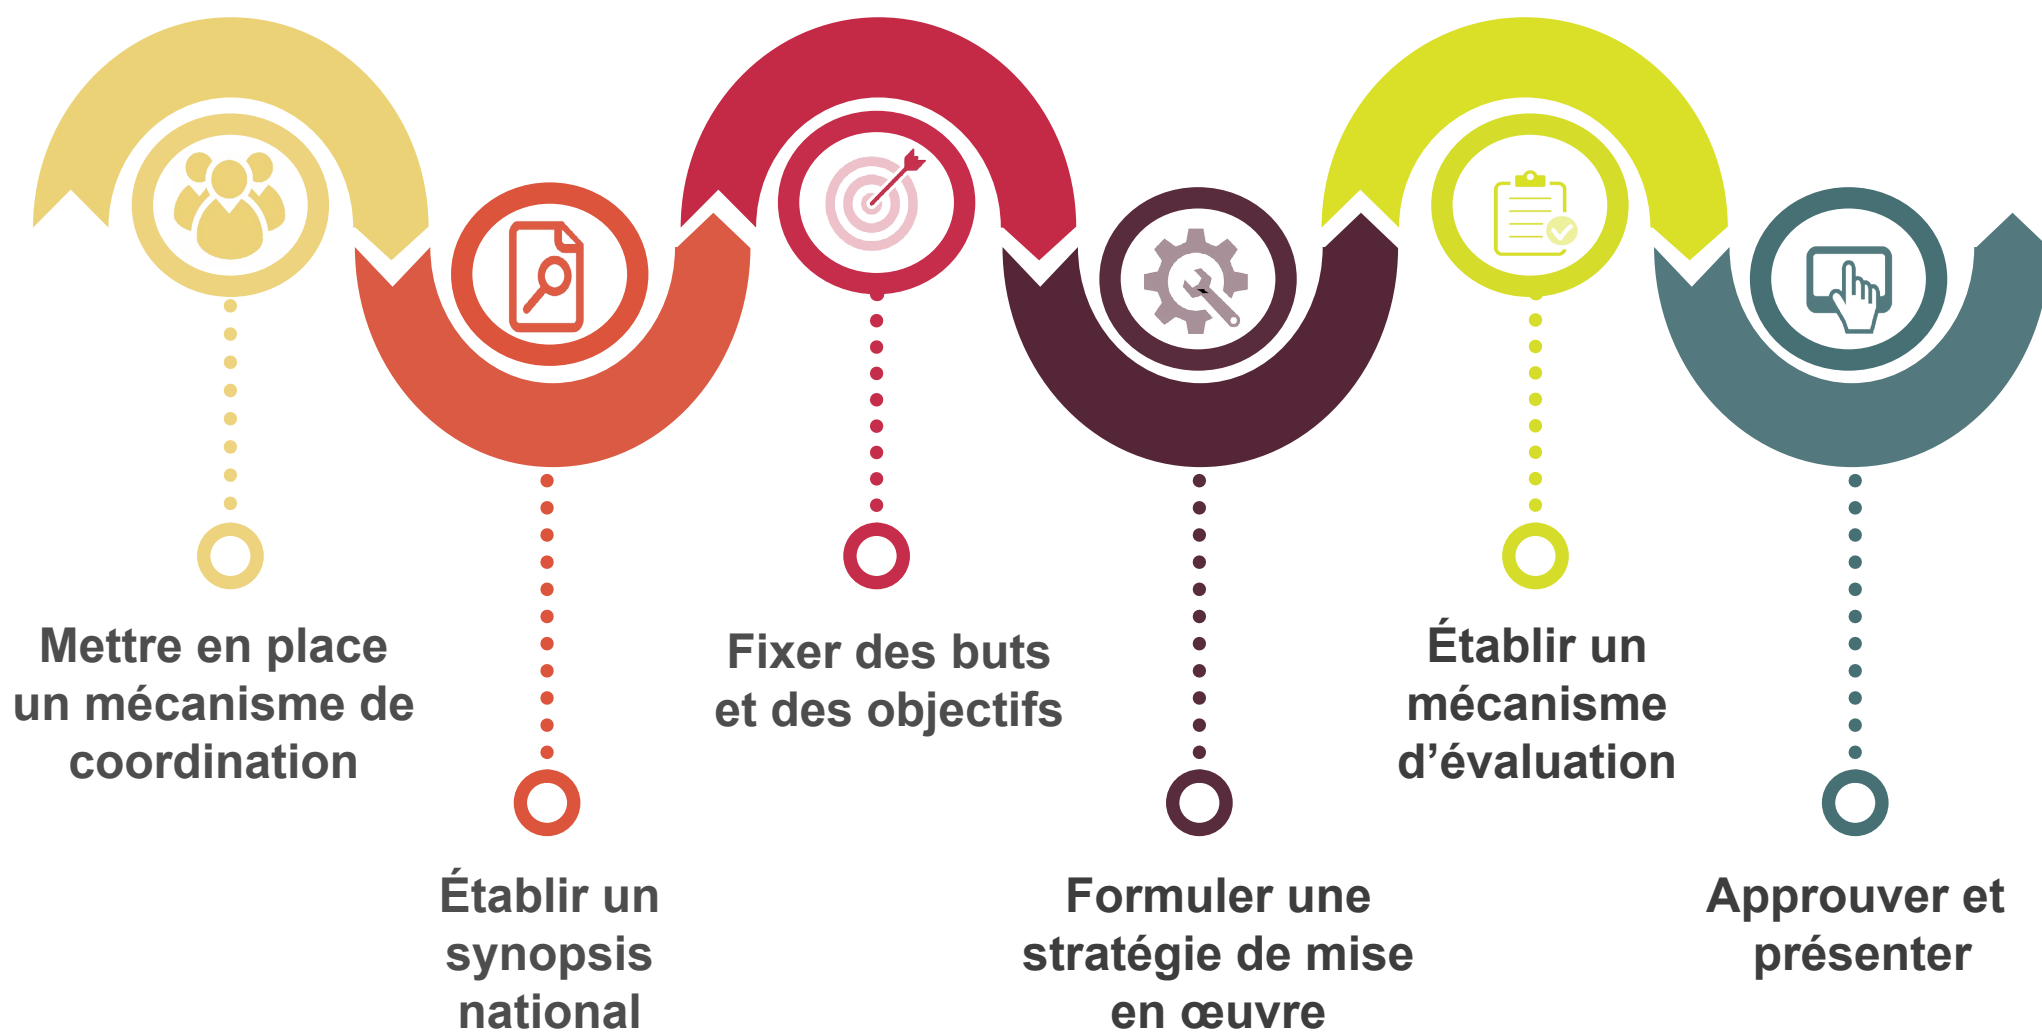 Mettre en place
un mécanisme de
coordination
Établir un
synopsis
national
Fixer des buts
et des objectifs
Formuler une
stratégie de mise
en œuvre
Établir un
mécanisme
d’évaluation
Approuver et
présenter